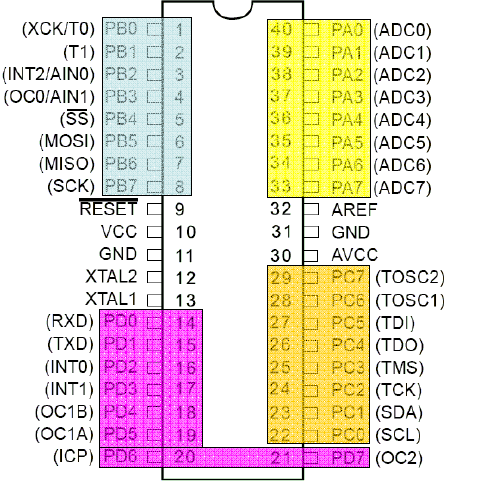 (XCK/T0) PB0 1 40 PA0 (ADC0)
(T1) PB1 2 39 PA1 (ADC1)
(INT2/AIN0) PB2 3 38 PA2 (ADC2)
(OC0/AIN1) PB3 4 37 PA3 (ADC3)
(S̅S̅) PB4 5 36 PA4 (ADC4)
(MOSI) PB5 6 35 PA5 (ADC5)
(MISO) PB6 7 34 PA6 (ADC6)
(SCK) PB7 8 33 PA7 (ADC7)
R̅E̅S̅E̅T̅ 9 32 AREF
VCC 10 31 GND
GND 11 30 AVCC
XTAL2 12 29 PC7 (TOSC2)
XTAL1 13 28 PC6 (TOSC1)
(RXD) PD0 14 27 PC5 (TDI)
(TXD) PD1 15 26 PC4 (TDO)
(INT0) PD2 16 25 PC3 (TMS)
(INT1) PD3 17 24 PC2 (TCK)
(OC1B) PD4 18 23 PC1 (SDA)
(OC1A) PD5 19 22 PC0 (SCL)
(ICP) PD6 20 21 PD7 (OC2)